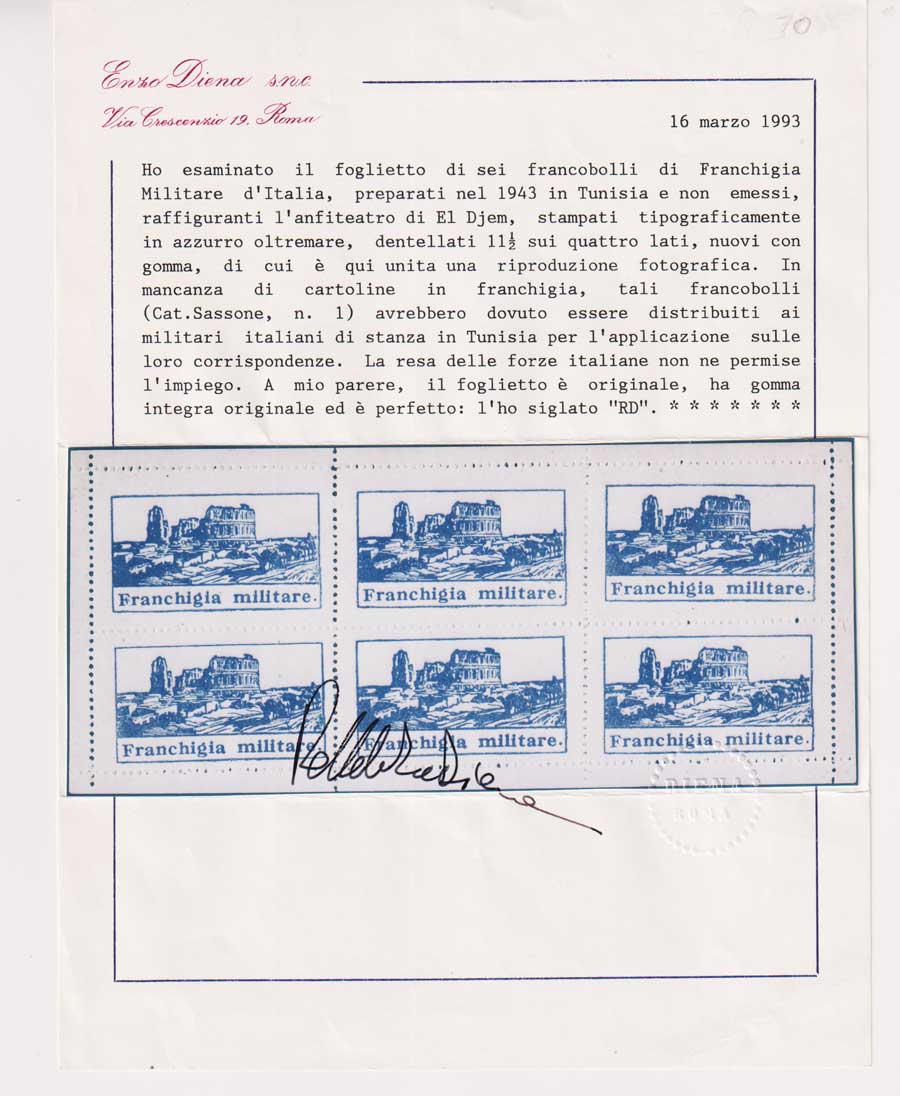 70
Enzo Diena s.n.c.
Via Crescenzio 19. Roma
16 marzo 1993
Ho esaminato il foglietto di sei francobolli di Franchigia
Militare d'Italia, preparati nel 1943 in Tunisia e non emessi,
raffiguranti l'anfiteatro di El Djem, stampati tipograficamente
in azzurro oltremare, dentellati 11½ sui quattro lati, nuovi con
gomma, di cui è qui unita una riproduzione fotografica. In
mancanza di cartoline in franchigia, tali francobolli
(Cat.Sassone, n. 1) avrebbero dovuto essere distribuiti ai
militari italiani di stanza in Tunisia per l'applicazione sulle
loro corrispondenze. La resa delle forze italiane non ne permise
l'impiego. A mio parere, il foglietto è originale, ha gomma
integra originale ed è perfetto: l'ho siglato "RD". * * * * * * *
Franchigia militare. Franchigia militare. Franchigia militare.
Franchigia militare. Franchigia militare. Franchigia militare.
DIENA
ROMA